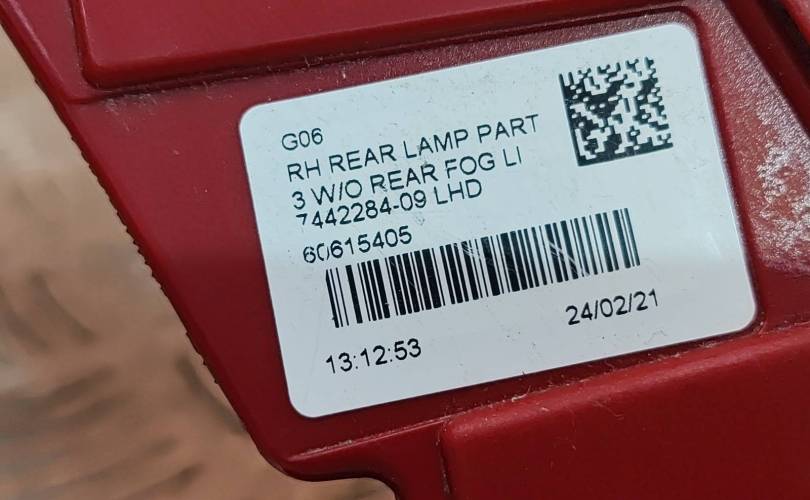 G06
RH REAR LAMP PART
3 W/O REAR FOG LI
7442284-09 LHD
60615405
13:12:53
24/02/21